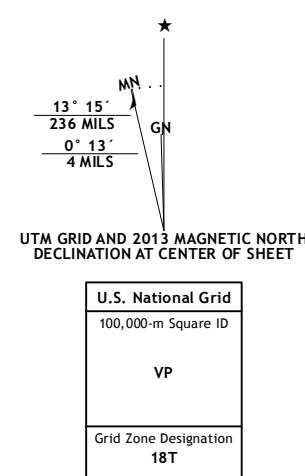 MN
GN
13° 15´
236 MILS
0° 13´
4 MILS
UTM GRID AND 2013 MAGNETIC NORTH
DECLINATION AT CENTER OF SHEET
U.S. National Grid
100,000-m Square ID
VP
Grid Zone Designation
18T